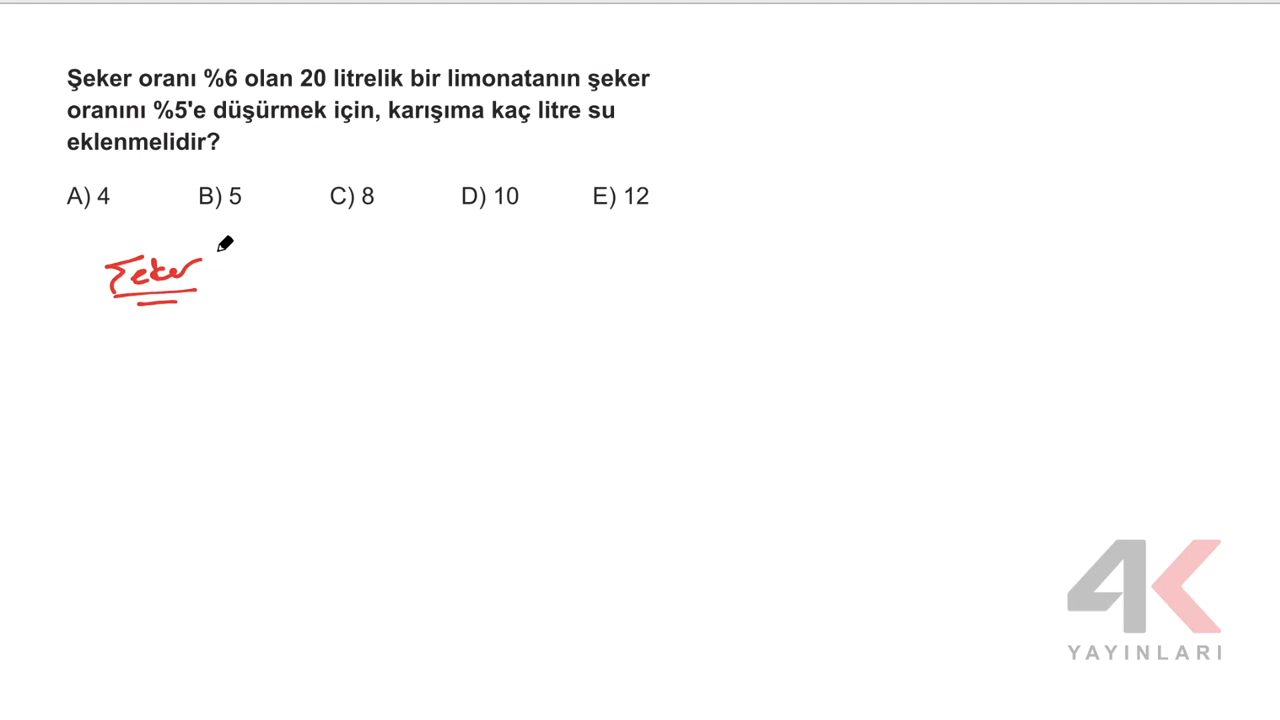 Şeker oranı %6 olan 20 litrelik bir limonatanın şeker
oranını %5'e düşürmek için, karışıma kaç litre su
eklenmelidir?
A) 4 B) 5 C) 8 D) 10 E) 12
Şeker
4K
YAYINLARI